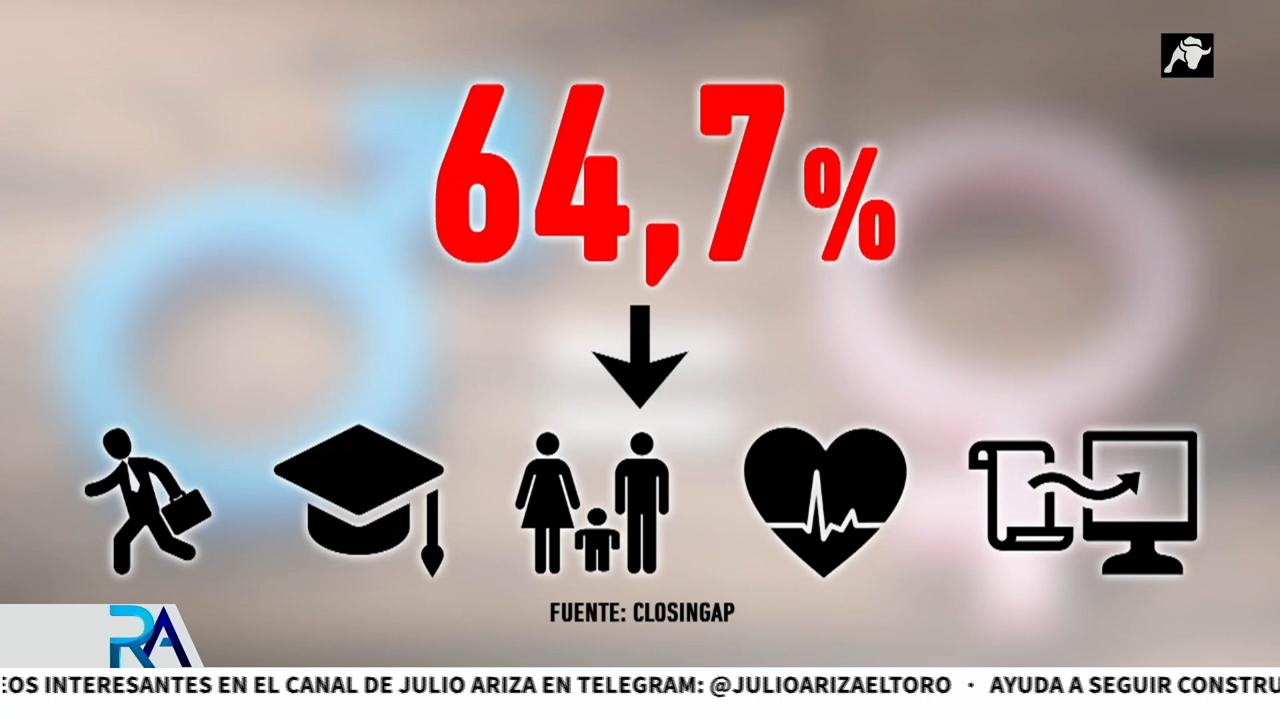 64,7%
FUENTE: CLOSINGAP
RA
EOS INTERESANTES EN EL CANAL DE JULIO ARIZA EN TELEGRAM: @JULIOARIZAELTORO · AYUDA A SEGUIR CONSTRU